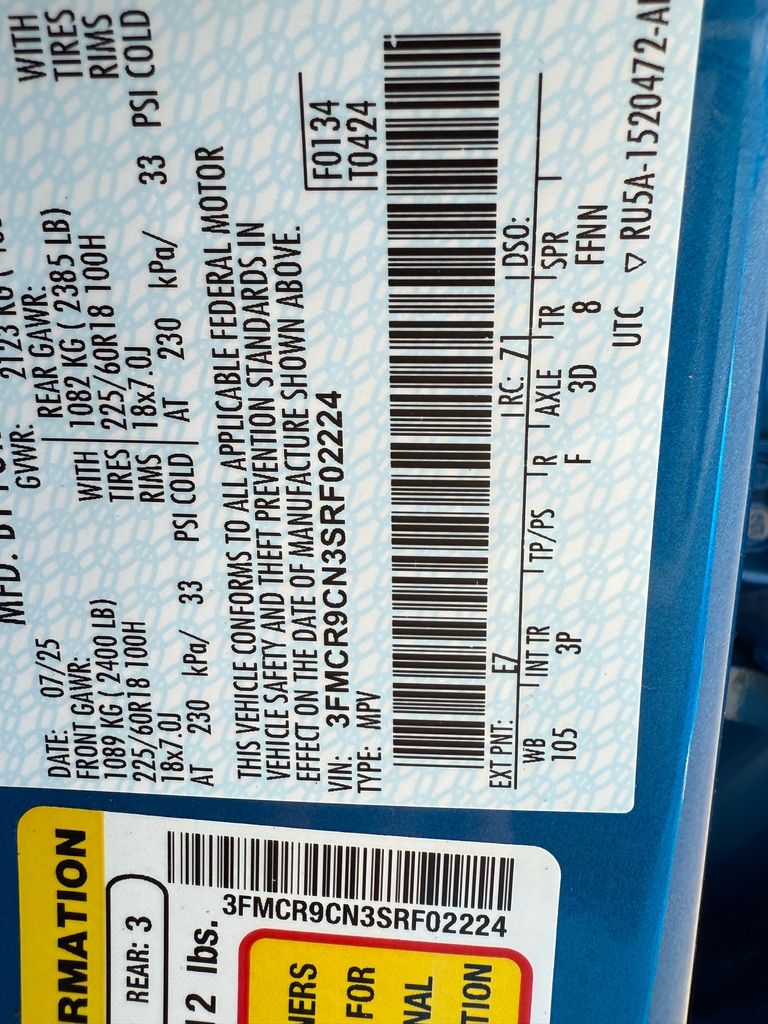 MFD. BY
DATE: 07/25 GVWR: 2123 KG (
FRONT GAWR: REAR GAWR:
1089 KG ( 2400 LB) WITH 1082 KG ( 2385 LB) WITH
225/60R18 100H TIRES 225/60R18 100H TIRES
18x7.0J RIMS 18x7.0J RIMS
AT 230 kPa/ 33 PSI COLD AT 230 kPa/ 33 PSI COLD
THIS VEHICLE CONFORMS TO ALL APPLICABLE FEDERAL MOTOR
VEHICLE SAFETY AND THEFT PREVENTION STANDARDS IN
EFFECT ON THE DATE OF MANUFACTURE SHOWN ABOVE.
F0134
VIN: 3FMCR9CN3SRF02224
TYPE: MPV
T0424
EXT PNT: E7 RC: 71 DSO:
WB INT TR TP/PS R AXLE TR SPR
105 3P F 3D 8 FFNN
UTC ▽ RU5A-1520472-A
RMATION
REAR: 3
2 lbs.
3FMCR9CN3SRF02224
NERS
FOR
NAL
TION